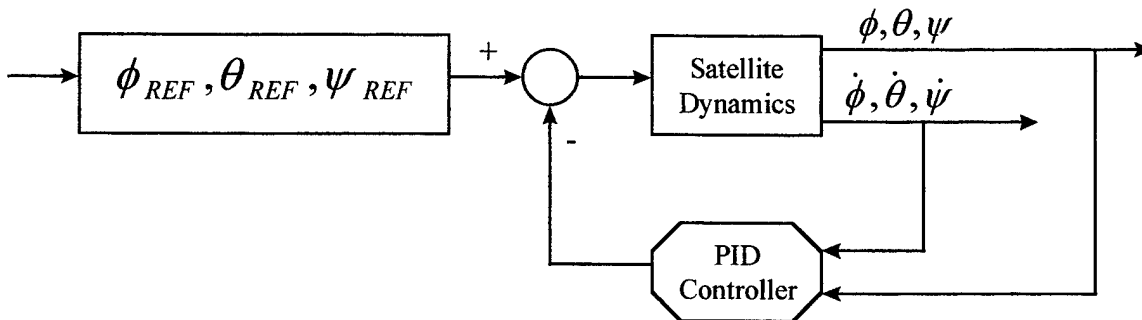 ϕ_REF, θ_REF, ψ_REF
+
-
Satellite
Dynamics
ϕ, θ, ψ
ϕ̇, θ̇, ψ̇
PID
Controller